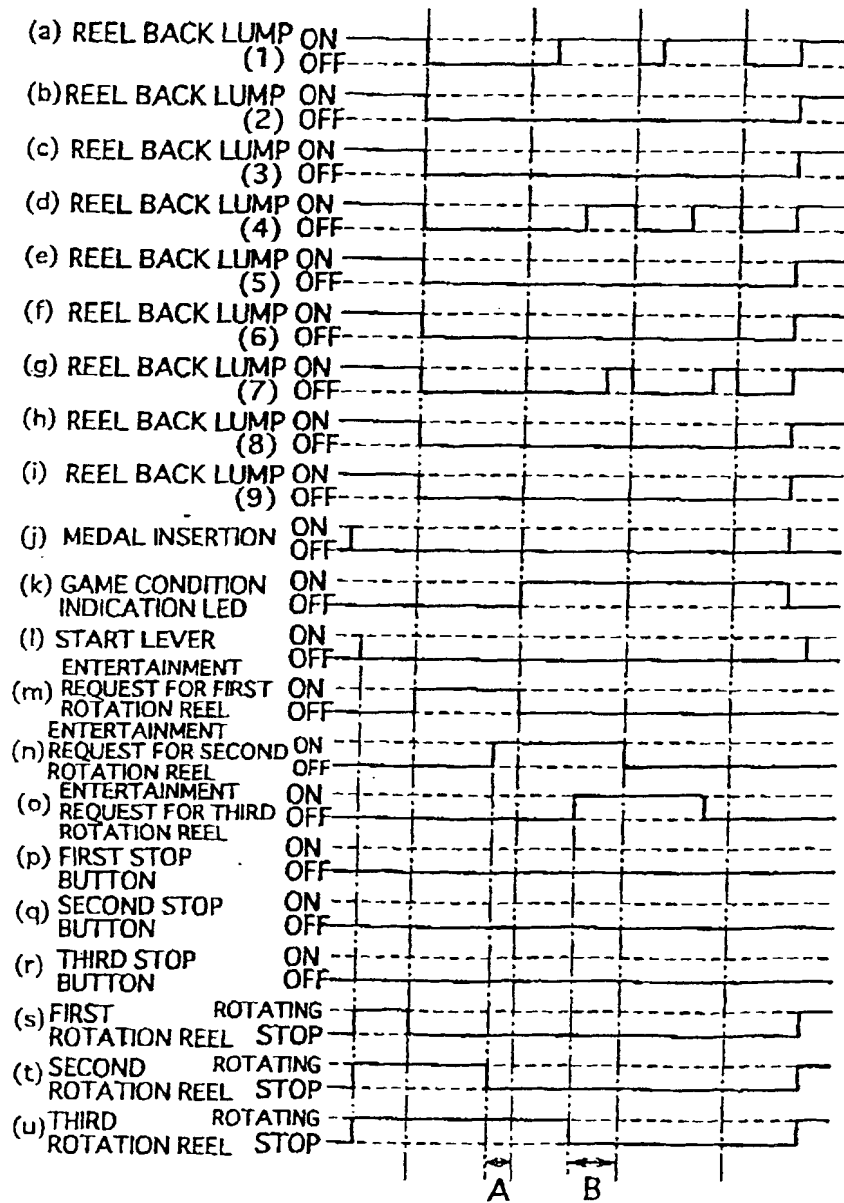 (a) REEL BACK LUMP ON
(1) OFF
(b) REEL BACK LUMP ON
(2) OFF
(c) REEL BACK LUMP ON
(3) OFF
(d) REEL BACK LUMP ON
(4) OFF
(e) REEL BACK LUMP ON
(5) OFF
(f) REEL BACK LUMP ON
(6) OFF
(g) REEL BACK LUMP ON
(7) OFF
(h) REEL BACK LUMP ON
(8) OFF
(i) REEL BACK LUMP ON
(9) OFF
(j) MEDAL INSERTION ON
OFF
(k) GAME CONDITION ON
INDICATION LED OFF
(l) START LEVER ON
OFF
ENTERTAINMENT
(m) REQUEST FOR FIRST ON
ROTATION REEL OFF
ENTERTAINMENT
(n) REQUEST FOR SECOND ON
ROTATION REEL OFF
ENTERTAINMENT ON
(o) REQUEST FOR THIRD OFF
ROTATION REEL
(p) FIRST STOP ON
BUTTON OFF
(q) SECOND STOP ON
BUTTON OFF
(r) THIRD STOP ON
BUTTON OFF
(s) FIRST ROTATING
ROTATION REEL STOP
(t) SECOND ROTATING
ROTATION REEL STOP
(u) THIRD ROTATING
ROTATION REEL STOP
A B